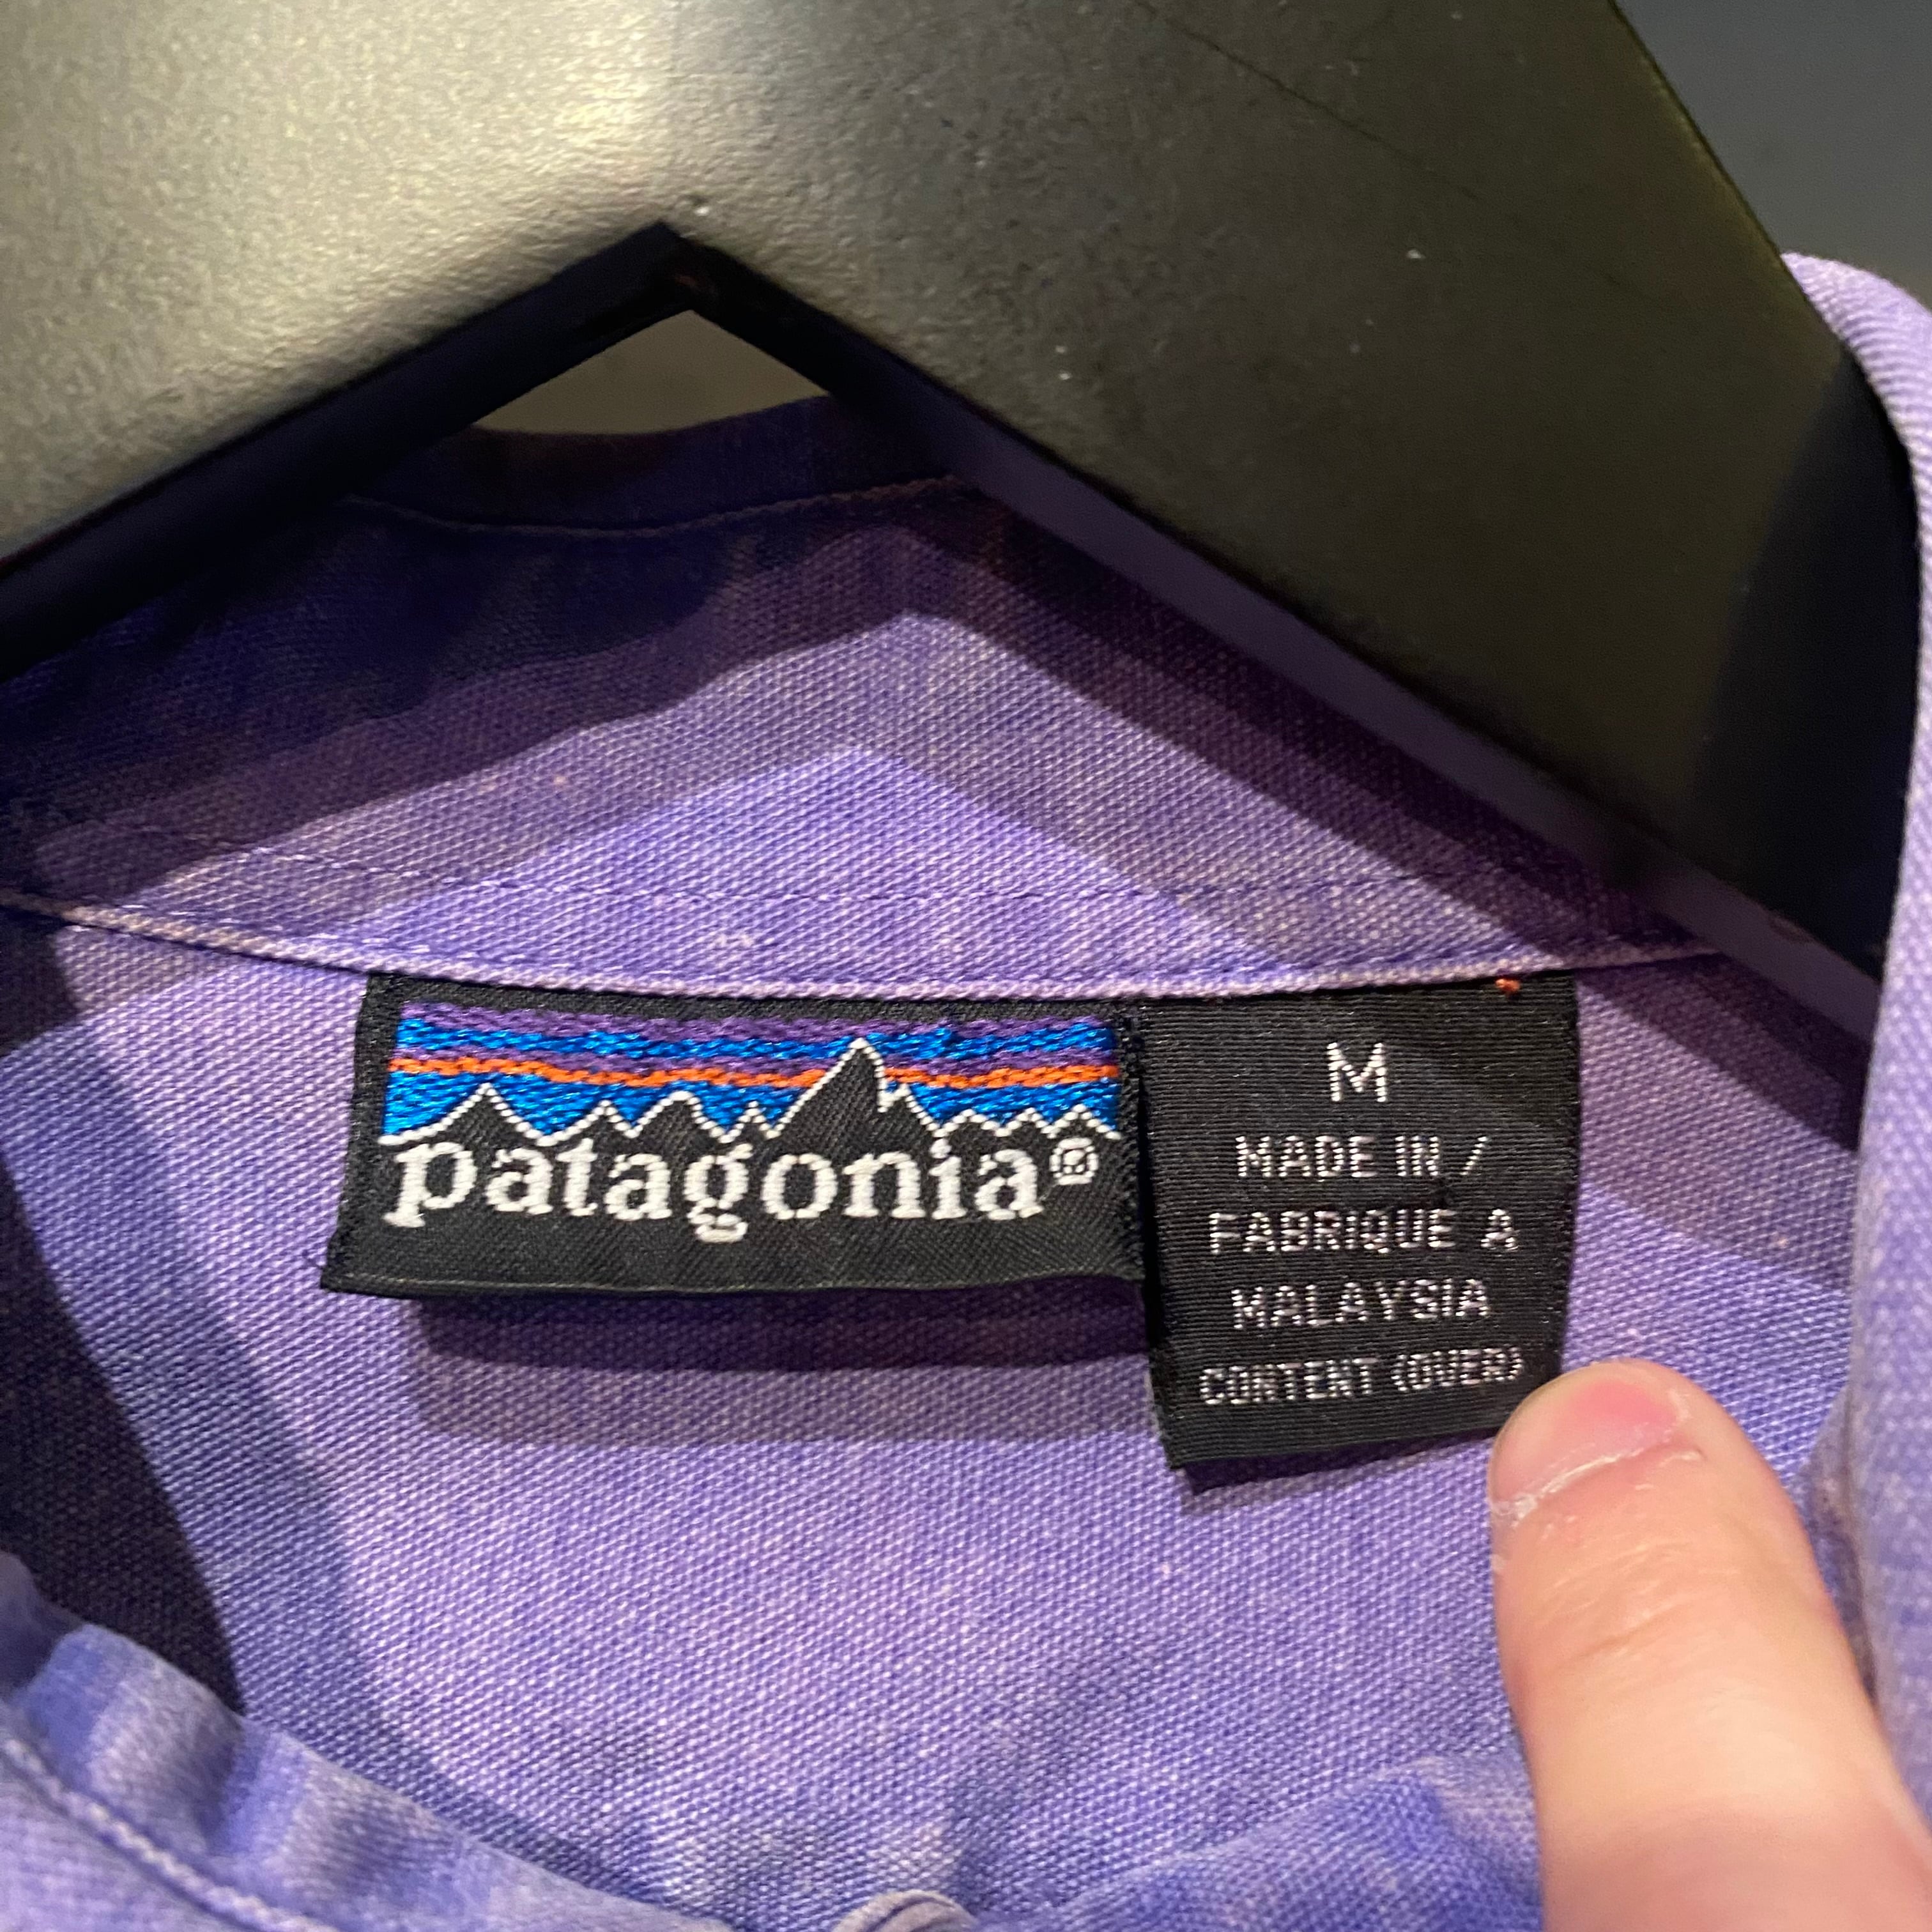 patagonia®
M
MADE IN /
FABRIQUE A
MALAYSIA
CONTENT (OVER)